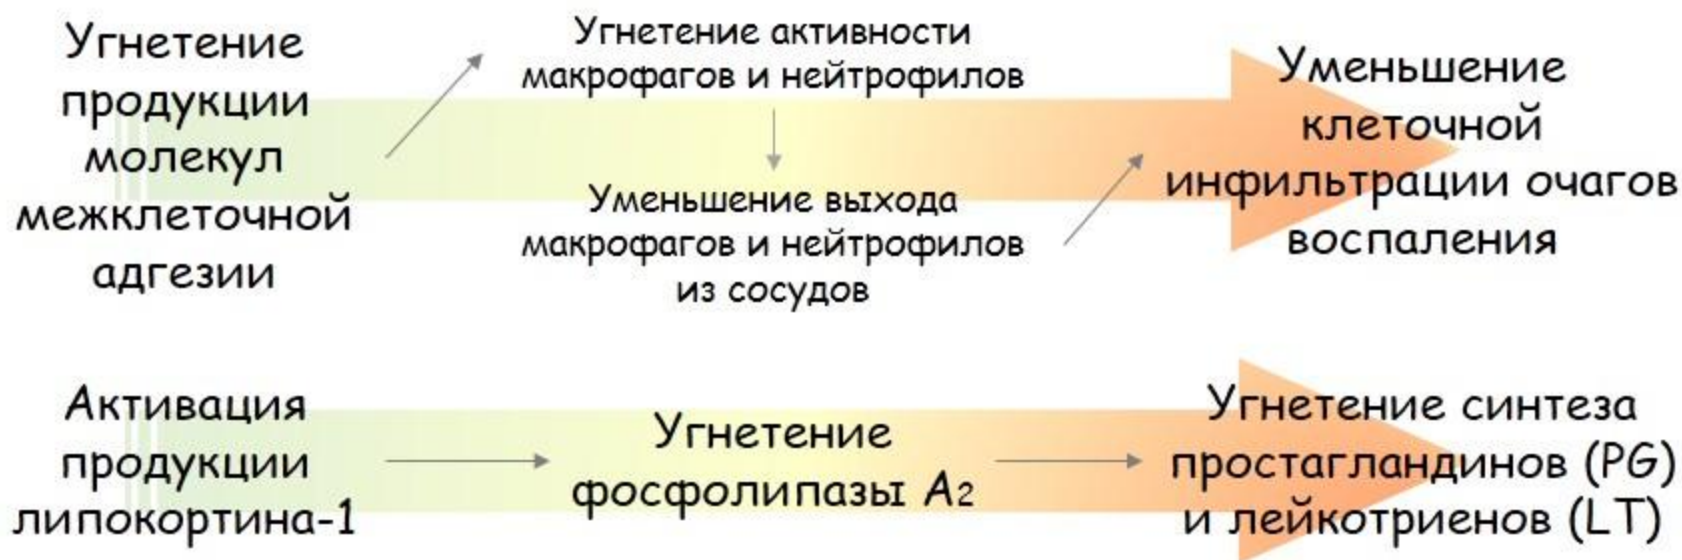 Угнетение
продукции
молекул
межклеточной
адгезии
Угнетение активности
макрофагов и нейтрофилов
Уменьшение выхода
макрофагов и нейтрофилов
из сосудов
Уменьшение
клеточной
инфильтрации очагов
воспаления
Активация
продукции
липокортина-1
Угнетение
фосфолипазы А2
Угнетение синтеза
простагландинов (PG)
и лейкотриенов (LT)